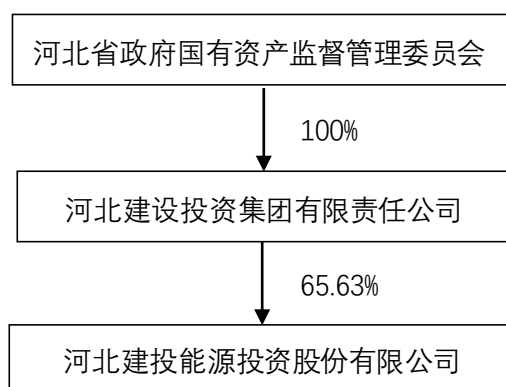 河北省政府国有资产监督管理委员会
100%
河北建设投资集团有限责任公司
65.63%
河北建投能源投资股份有限公司